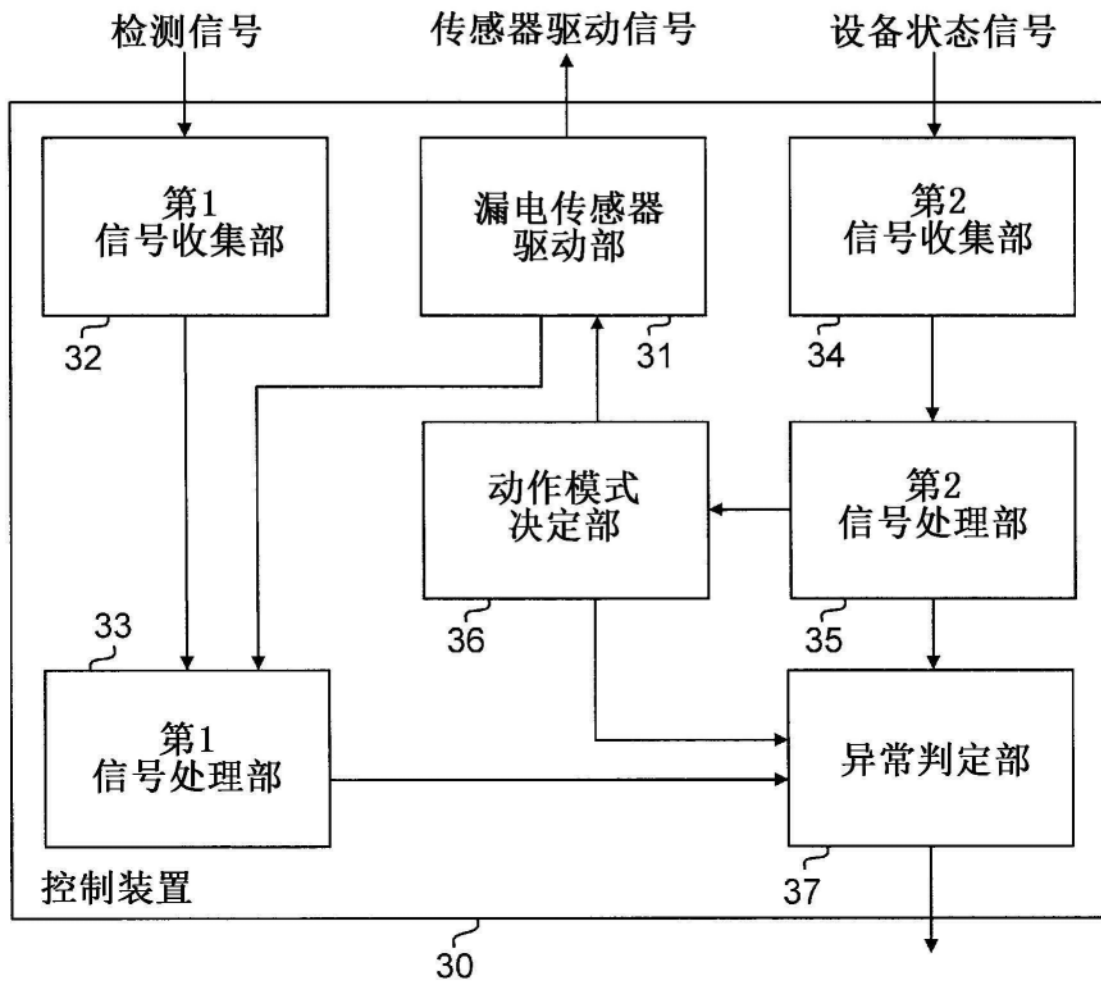 检测信号
传感器驱动信号
设备状态信号
第1
信号收集部
漏电传感器
驱动部
第2
信号收集部
32
31
34
动作模式
决定部
第2
信号处理部
33
36
35
第1
信号处理部
异常判定部
控制装置
37
30